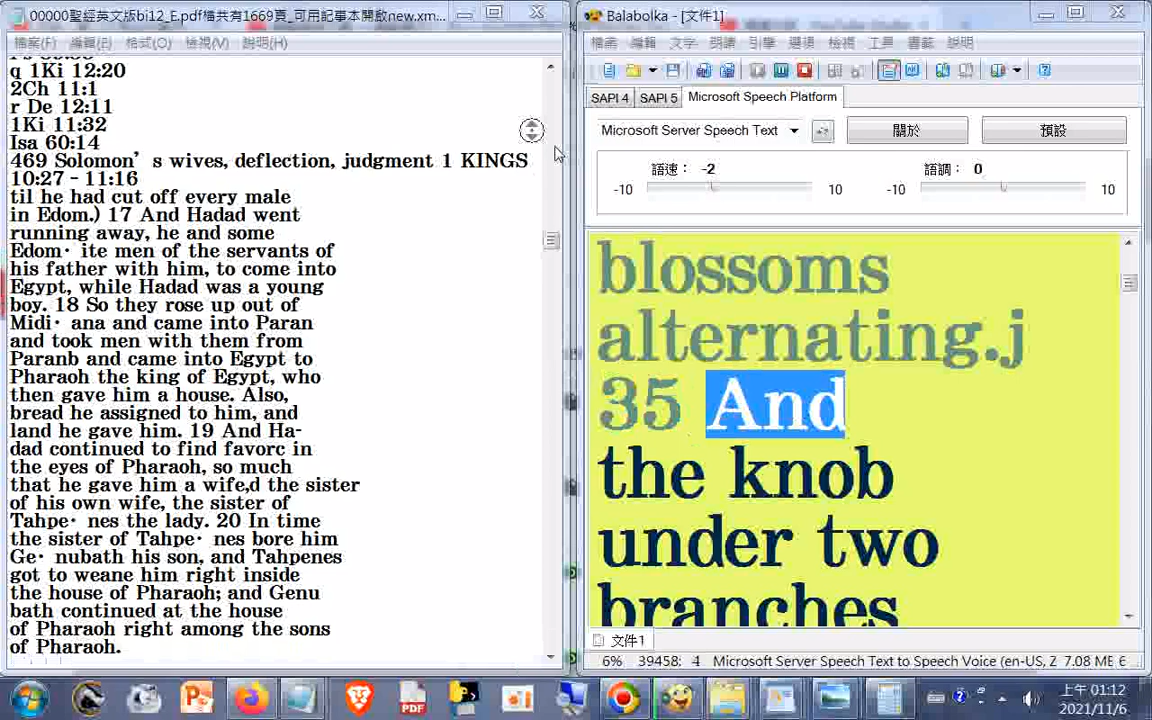 00000聖經英文版bi12_E.pdf檔共有1669頁_可用記事本開啟new.xm...
檔案(F) 編輯(E) 格式(O) 檢視(V) 說明(H)
q 1Ki 12:20
2Ch 11:1
r De 12:11
1Ki 11:32
Isa 60:14
469 Solomon’s wives, deflection, judgment 1 KINGS
10:27 – 11:16
til he had cut off every male
in Edom.) 17 And Hadad went
running away, he and some
Edom· ite men of the servants of
his father with him, to come into
Egypt, while Hadad was a young
boy. 18 So they rose up out of
Midi· ana and came into Paran
and took men with them from
Paranb and came into Egypt to
Pharaoh the king of Egypt, who
then gave him a house. Also,
bread he assigned to him, and
land he gave him. 19 And Ha-
dad continued to find favorc in
the eyes of Pharaoh, so much
that he gave him a wife,d the sister
of his own wife, the sister of
Tahpe· nes the lady. 20 In time
the sister of Tahpe· nes bore him
Ge· nubath his son, and Tahpenes
got to weane him right inside
the house of Pharaoh; and Genu
bath continued at the house
of Pharaoh right among the sons
of Pharaoh.
Balabolka - [文件1]
檔案 編輯 文字 朗讀 引擎 選項 檢視 工具 書籤 說明
SAPI 4 SAPI 5 Microsoft Speech Platform
Microsoft Server Speech Text 關於 預設
語速： -2 語調： 0
-10 10 -10 10
blossoms
alternating.j
35 And
the knob
under two
branches
文件1
6% 39458: 4 Microsoft Server Speech Text to Speech Voice (en-US, Z 7.08 MB 6
PDF
上午 01:12
2021/11/6